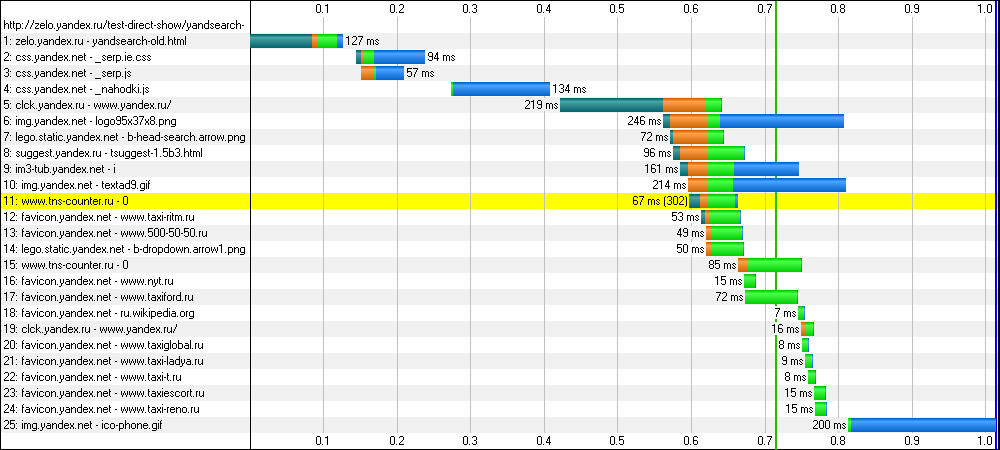 0.1 0.2 0.3 0.4 0.5 0.6 0.7 0.8 0.9 1.0
http://zelo.yandex.ru/test-direct-show/yandsearch-
1: zelo.yandex.ru - yandsearch-old.html 127 ms
2: css.yandex.net - _serp.ie.css 94 ms
3: css.yandex.net - _serp.js 57 ms
4: css.yandex.net - _nahodki.js 134 ms
5: clck.yandex.ru - www.yandex.ru/ 219 ms
6: img.yandex.net - logo95x37x8.png 246 ms
7: lego.static.yandex.net - b-head-search.arrow.png 72 ms
8: suggest.yandex.ru - tsuggest-1.5b3.html 96 ms
9: im3-tub.yandex.net - i 161 ms
10: img.yandex.net - textad9.gif 214 ms
11: www.tns-counter.ru - 0 67 ms (302)
12: favicon.yandex.net - www.taxi-ritm.ru 53 ms
13: favicon.yandex.net - www.500-50-50.ru 49 ms
14: lego.static.yandex.net - b-dropdown.arrow1.png 50 ms
15: www.tns-counter.ru - 0 85 ms
16: favicon.yandex.net - www.nyt.ru 15 ms
17: favicon.yandex.net - www.taxiford.ru 72 ms
18: favicon.yandex.net - ru.wikipedia.org 7 ms
19: clck.yandex.ru - www.yandex.ru/ 16 ms
20: favicon.yandex.net - www.taxiglobal.ru 8 ms
21: favicon.yandex.net - www.taxi-ladya.ru 9 ms
22: favicon.yandex.net - www.taxi-t.ru 8 ms
23: favicon.yandex.net - www.taxiescort.ru 15 ms
24: favicon.yandex.net - www.taxi-reno.ru 15 ms
25: img.yandex.net - ico-phone.gif 200 ms
0.1 0.2 0.3 0.4 0.5 0.6 0.7 0.8 0.9 1.0